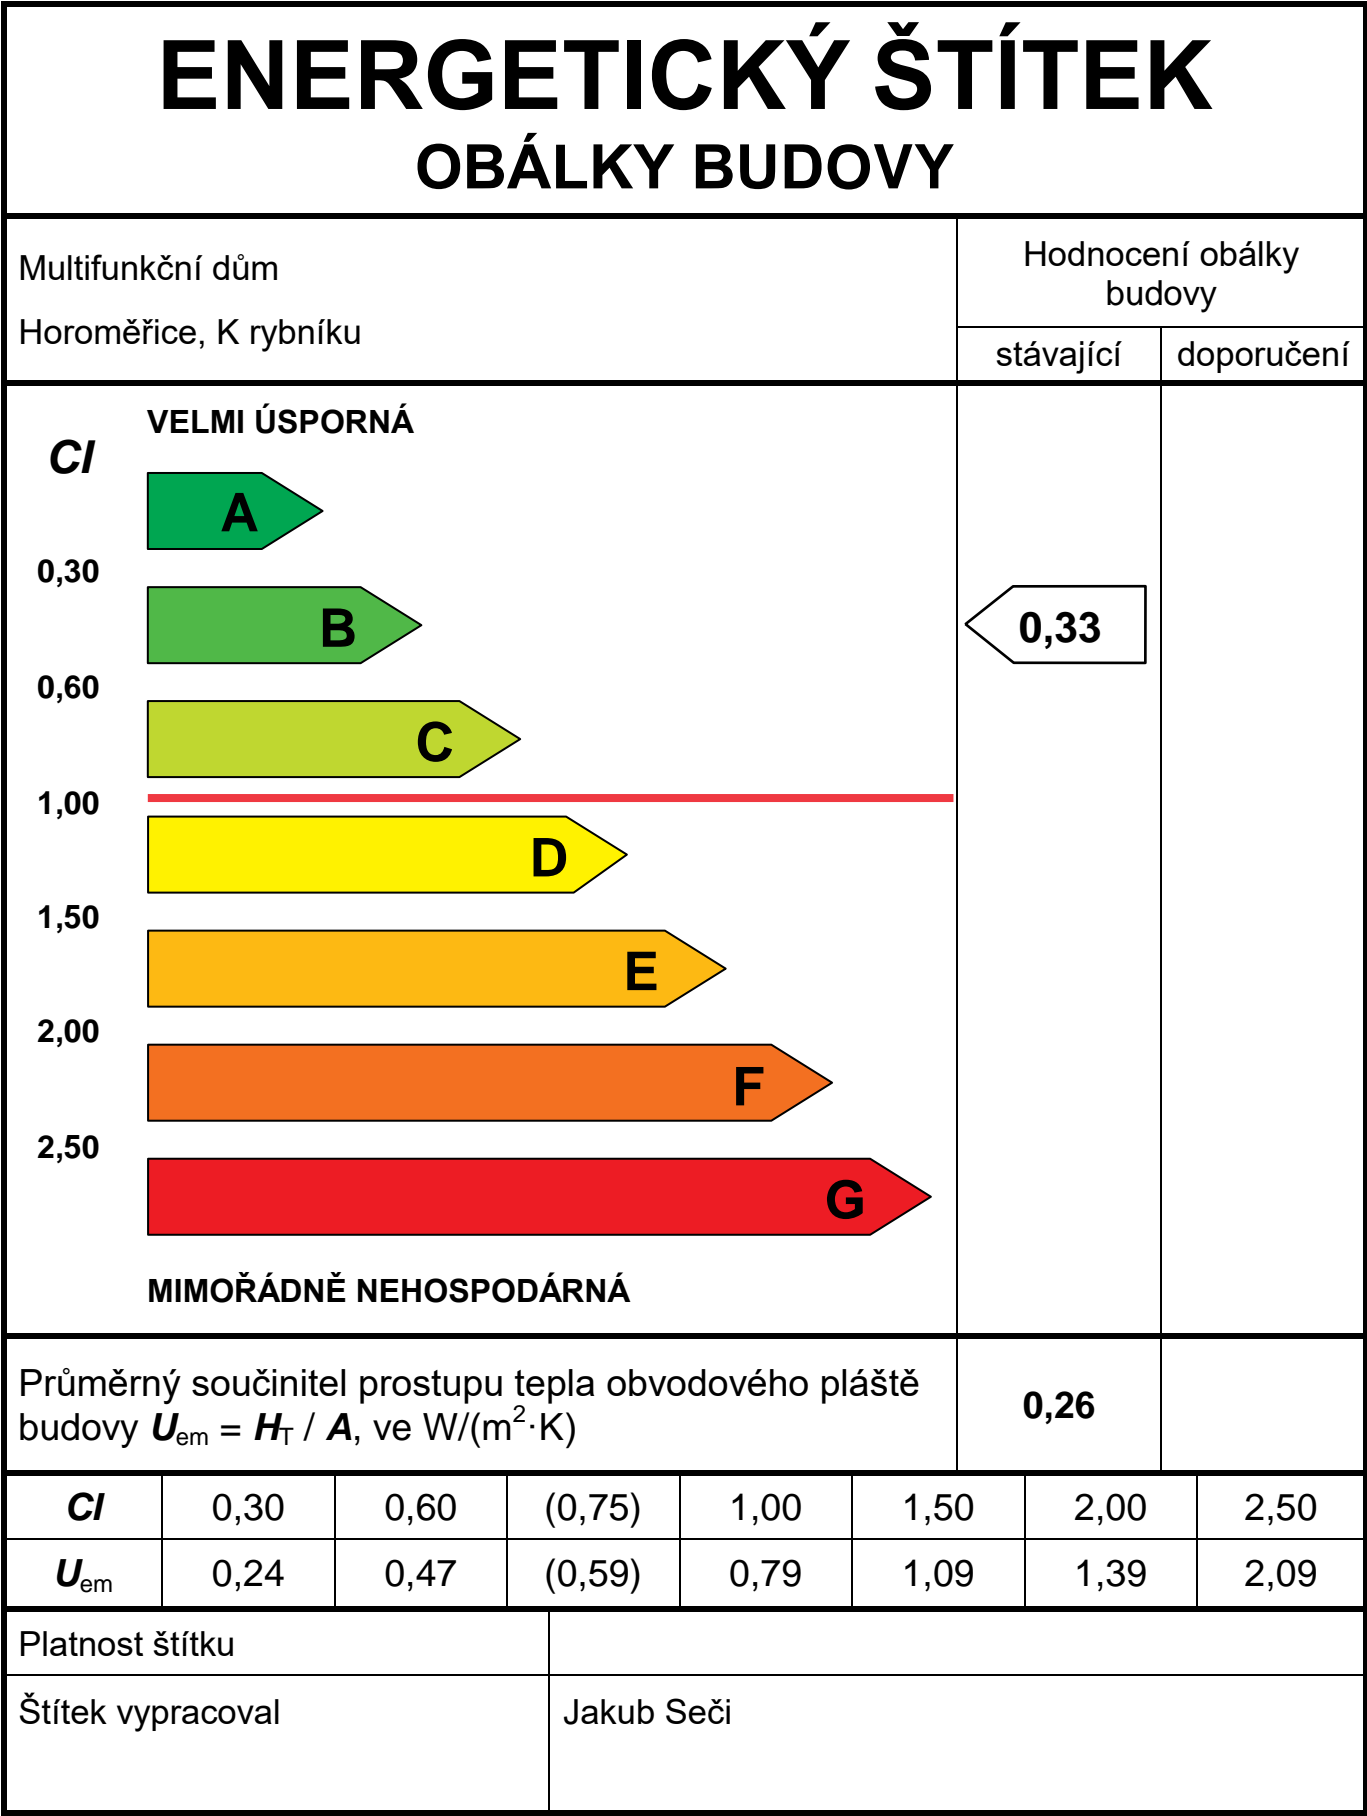 ENERGETICKÝ ŠTÍTEK
OBÁLKY BUDOVY
Multifunkční dům
Horoměřice, K rybníku
Hodnocení obálky
budovy
stávající
doporučení
VELMI ÚSPORNÁ
CI
A
0,30
B
0,33
0,60
C
1,00
D
1,50
E
2,00
F
2,50
G
MIMOŘÁDNĚ NEHOSPODÁRNÁ
Průměrný součinitel prostupu tepla obvodového pláště
budovy Uem = HT / A, ve W/(m2·K)
0,26
CI 0,30 0,60 (0,75) 1,00 1,50 2,00 2,50
Uem 0,24 0,47 (0,59) 0,79 1,09 1,39 2,09
Platnost štítku
Štítek vypracoval Jakub Seči